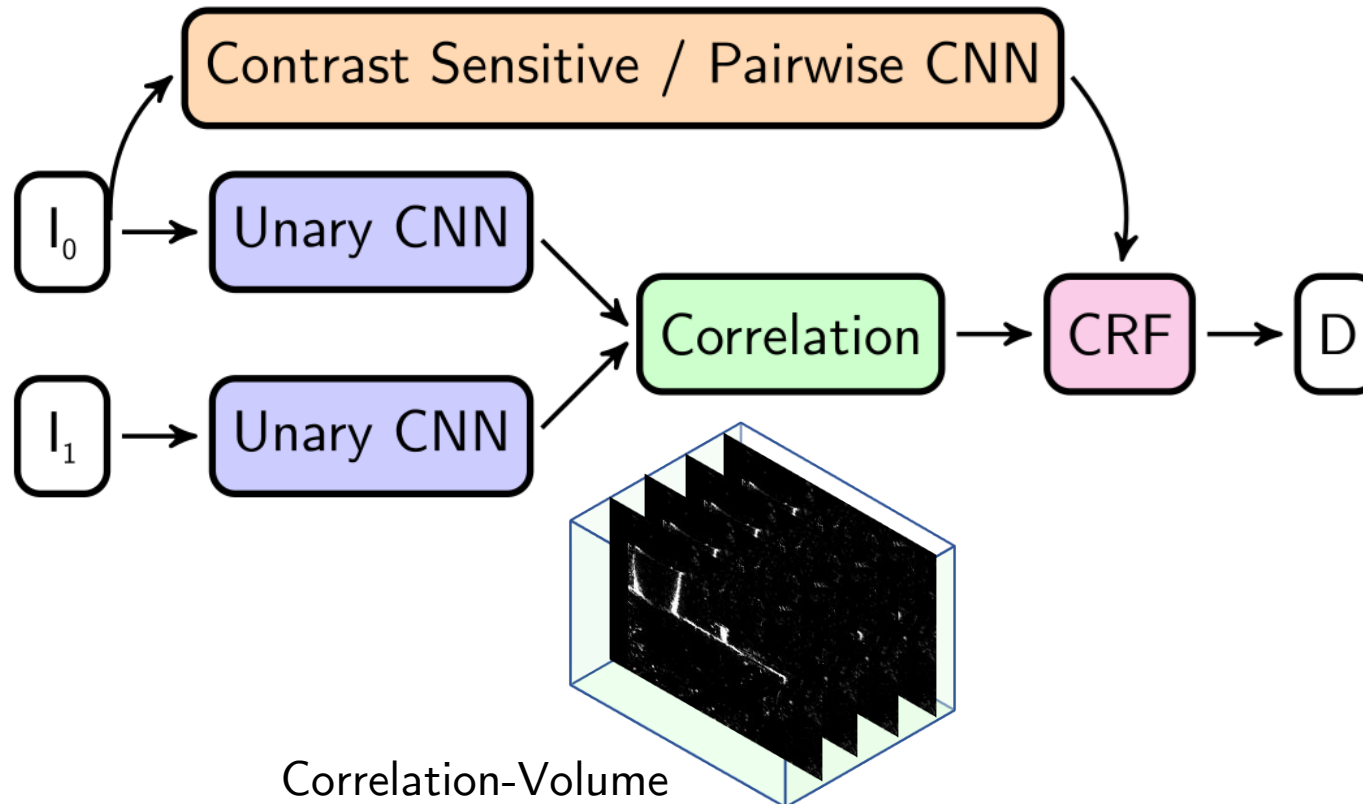 Contrast Sensitive / Pairwise CNN
I₀
Unary CNN
Correlation
CRF
D
I₁
Unary CNN
Correlation-Volume